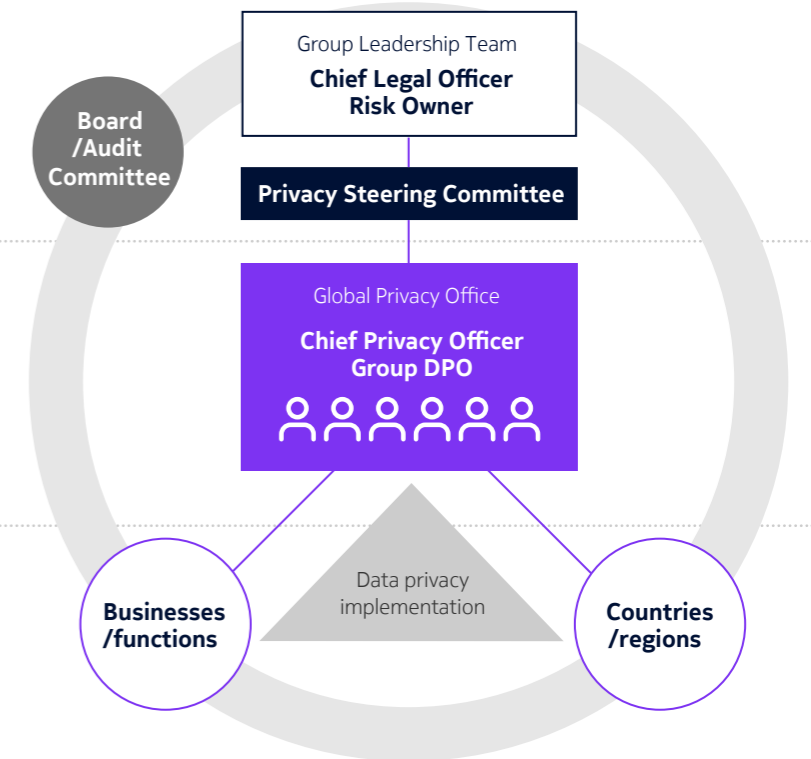 Group Leadership Team
Chief Legal Officer
Risk Owner
Board
/Audit
Committee
Privacy Steering Committee
Global Privacy Office
Chief Privacy Officer
Group DPO
Data privacy
implementation
Businesses
/functions
Countries
/regions